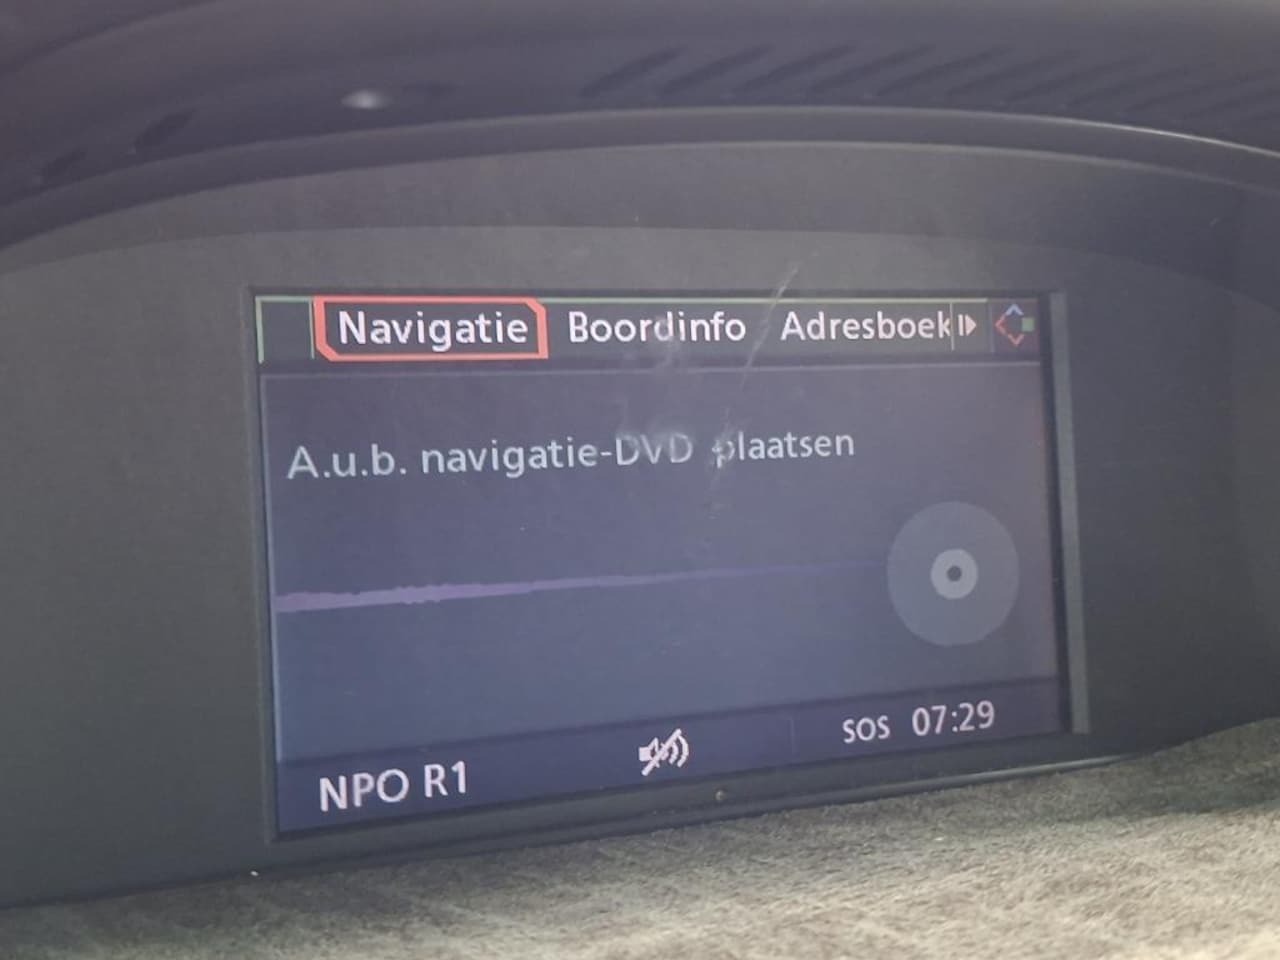 Navigatie Boordinfo Adresboek
A.u.b. navigatie-DVD plaatsen
NPO R1 SOS 07:29